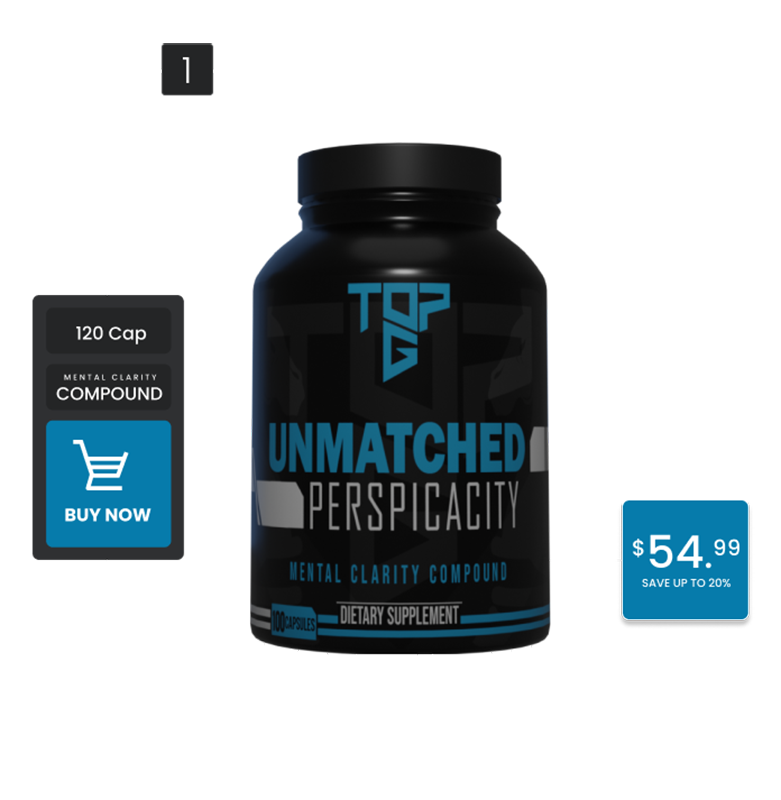 1
TOP
G
120 Cap
MENTAL CLARITY
COMPOUND
BUY NOW
UNMATCHED
PERSPICACITY
MENTAL CLARITY COMPOUND
DIETARY SUPPLEMENT
100 CAPSULES
$54.99
SAVE UP TO 20%